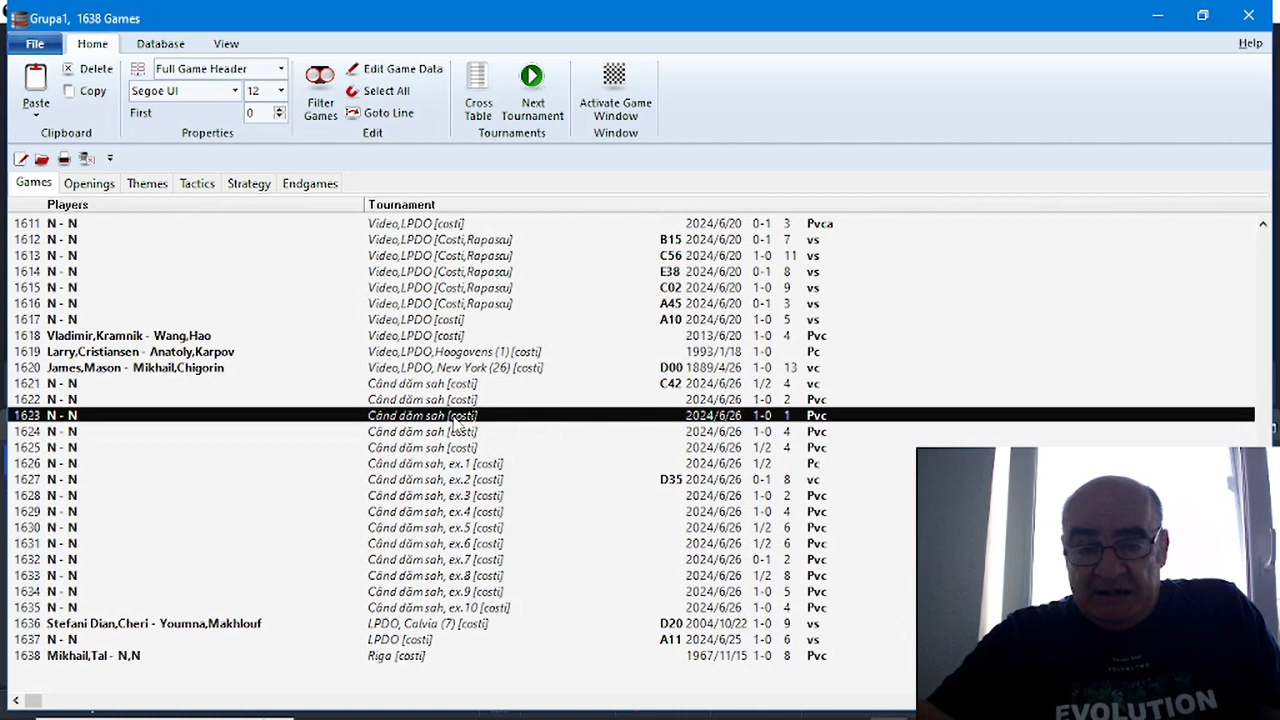 Grupa1, 1638 Games
File Home Database View Help
Paste Delete Copy Clipboard
Full Game Header
Segoe UI 12
First 0
Properties
Filter Games
Edit Game Data
Select All
Goto Line
Edit
Cross Table Next Tournament
Tournaments
Activate Game Window
Window
Games Openings Themes Tactics Strategy Endgames
Players Tournament
1611 N - N Video,LPDO [costi] 2024/6/20 0-1 3 Pvca
1612 N - N Video,LPDO [Costi,Rapascu] B15 2024/6/20 0-1 7 vs
1613 N - N Video,LPDO [Costi,Rapascu] C56 2024/6/20 1-0 11 vs
1614 N - N Video,LPDO [Costi,Rapascu] E38 2024/6/20 0-1 8 vs
1615 N - N Video,LPDO [Costi,Rapascu] C02 2024/6/20 1-0 9 vs
1616 N - N Video,LPDO [Costi,Rapascu] A45 2024/6/20 0-1 3 vs
1617 N - N Video,LPDO [costi] A10 2024/6/20 1-0 5 vs
1618 Vladimir,Kramnik - Wang,Hao Video,LPDO [costi] 2013/6/20 1-0 4 Pvc
1619 Larry,Cristiansen - Anatoly,Karpov Video,LPDO,Hoogovens (1) [costi] 1993/1/18 1-0 Pc
1620 James,Mason - Mikhail,Chigorin Video,LPDO, New York (26) [costi] D00 1889/4/26 1-0 13 vc
1621 N - N Când dăm sah [costi] C42 2024/6/26 1/2 4 vc
1622 N - N Când dăm sah [costi] 2024/6/26 1-0 2 Pvc
1623 N - N Când dăm sah [costi] 2024/6/26 1-0 1 Pvc
1624 N - N Când dăm sah [costi] 2024/6/26 1-0 4 Pvc
1625 N - N Când dăm sah [costi] 2024/6/26 1/2 4 Pvc
1626 N - N Când dăm sah, ex.1 [costi] 2024/6/26 1/2 Pc
1627 N - N Când dăm sah, ex.2 [costi] D35 2024/6/26 0-1 8 vc
1628 N - N Când dăm sah, ex.3 [costi] 2024/6/26 1-0 2 Pvc
1629 N - N Când dăm sah, ex.4 [costi] 2024/6/26 1-0 4 Pvc
1630 N - N Când dăm sah, ex.5 [costi] 2024/6/26 1/2 6 Pvc
1631 N - N Când dăm sah, ex.6 [costi] 2024/6/26 1/2 6 Pvc
1632 N - N Când dăm sah, ex.7 [costi] 2024/6/26 0-1 2 Pvc
1633 N - N Când dăm sah, ex.8 [costi] 2024/6/26 1/2 8 Pvc
1634 N - N Când dăm sah, ex.9 [costi] 2024/6/26 1-0 5 Pvc
1635 N - N Când dăm sah, ex.10 [costi] 2024/6/26 1-0 4 Pvc
1636 Stefani Dian,Cheri - Youmna,Makhlouf LPDO, Calvia (7) [costi] D20 2004/10/22 1-0 9 vs
1637 N - N LPDO [costi] A11 2024/6/25 1-0 6 vs
1638 Mikhail,Tal - N,N Riga [costi] 1967/11/15 1-0 8 Pvc
EVOLUTION